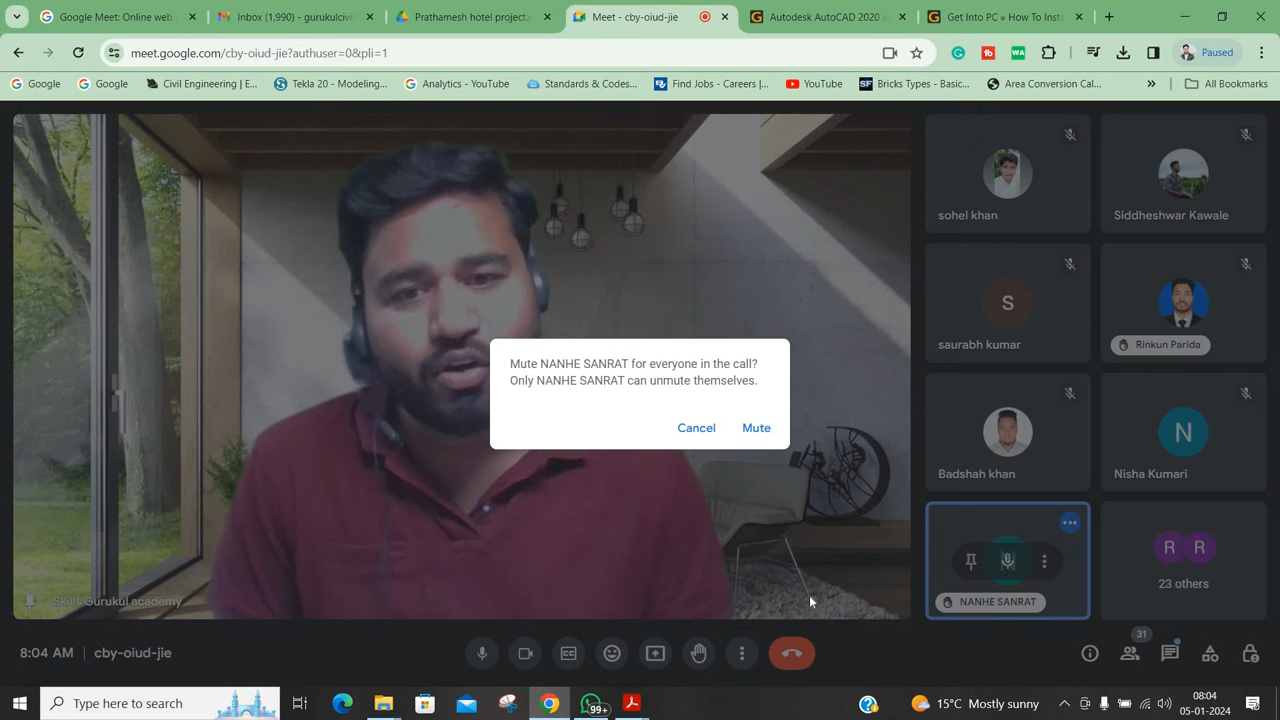 Google Meet: Online web
Inbox (1,990) - gurukulcivi
Prathamesh hotel project.r
Meet - cby-oiud-jie
Autodesk AutoCAD 2020 x
Get Into PC » How To Insta
meet.google.com/cby-oiud-jie?authuser=0&pli=1
Paused
Google
Google
Civil Engineering | E...
Tekla 20 - Modeling...
Analytics - YouTube
Standards & Codes...
Find Jobs - Careers |...
YouTube
Bricks Types - Basic...
Area Conversion Cal...
»
All Bookmarks
sohel khan
Siddheshwar Kawale
S
saurabh kumar
Rinkun Parida
Mute NANHE SANRAT for everyone in the call?
Only NANHE SANRAT can unmute themselves.
Cancel
Mute
Badshah khan
N
Nisha Kumari
NANHE SANRAT
R R
23 others
Skills Gurukul academy
8:04 AM | cby-oiud-jie
31
Type here to search
99+
15°C Mostly sunny
08:04
05-01-2024